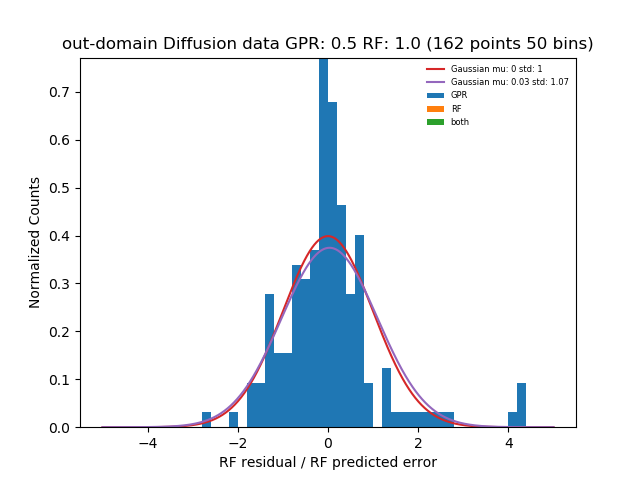 out-domain Diffusion data GPR: 0.5 RF: 1.0 (162 points 50 bins)
Gaussian mu: 0 std: 1
Gaussian mu: 0.03 std: 1.07
GPR
RF
both
Normalized Counts
0.7
0.6
0.5
0.4
0.3
0.2
0.1
0.0
−4
−2
0
2
4
RF residual / RF predicted error